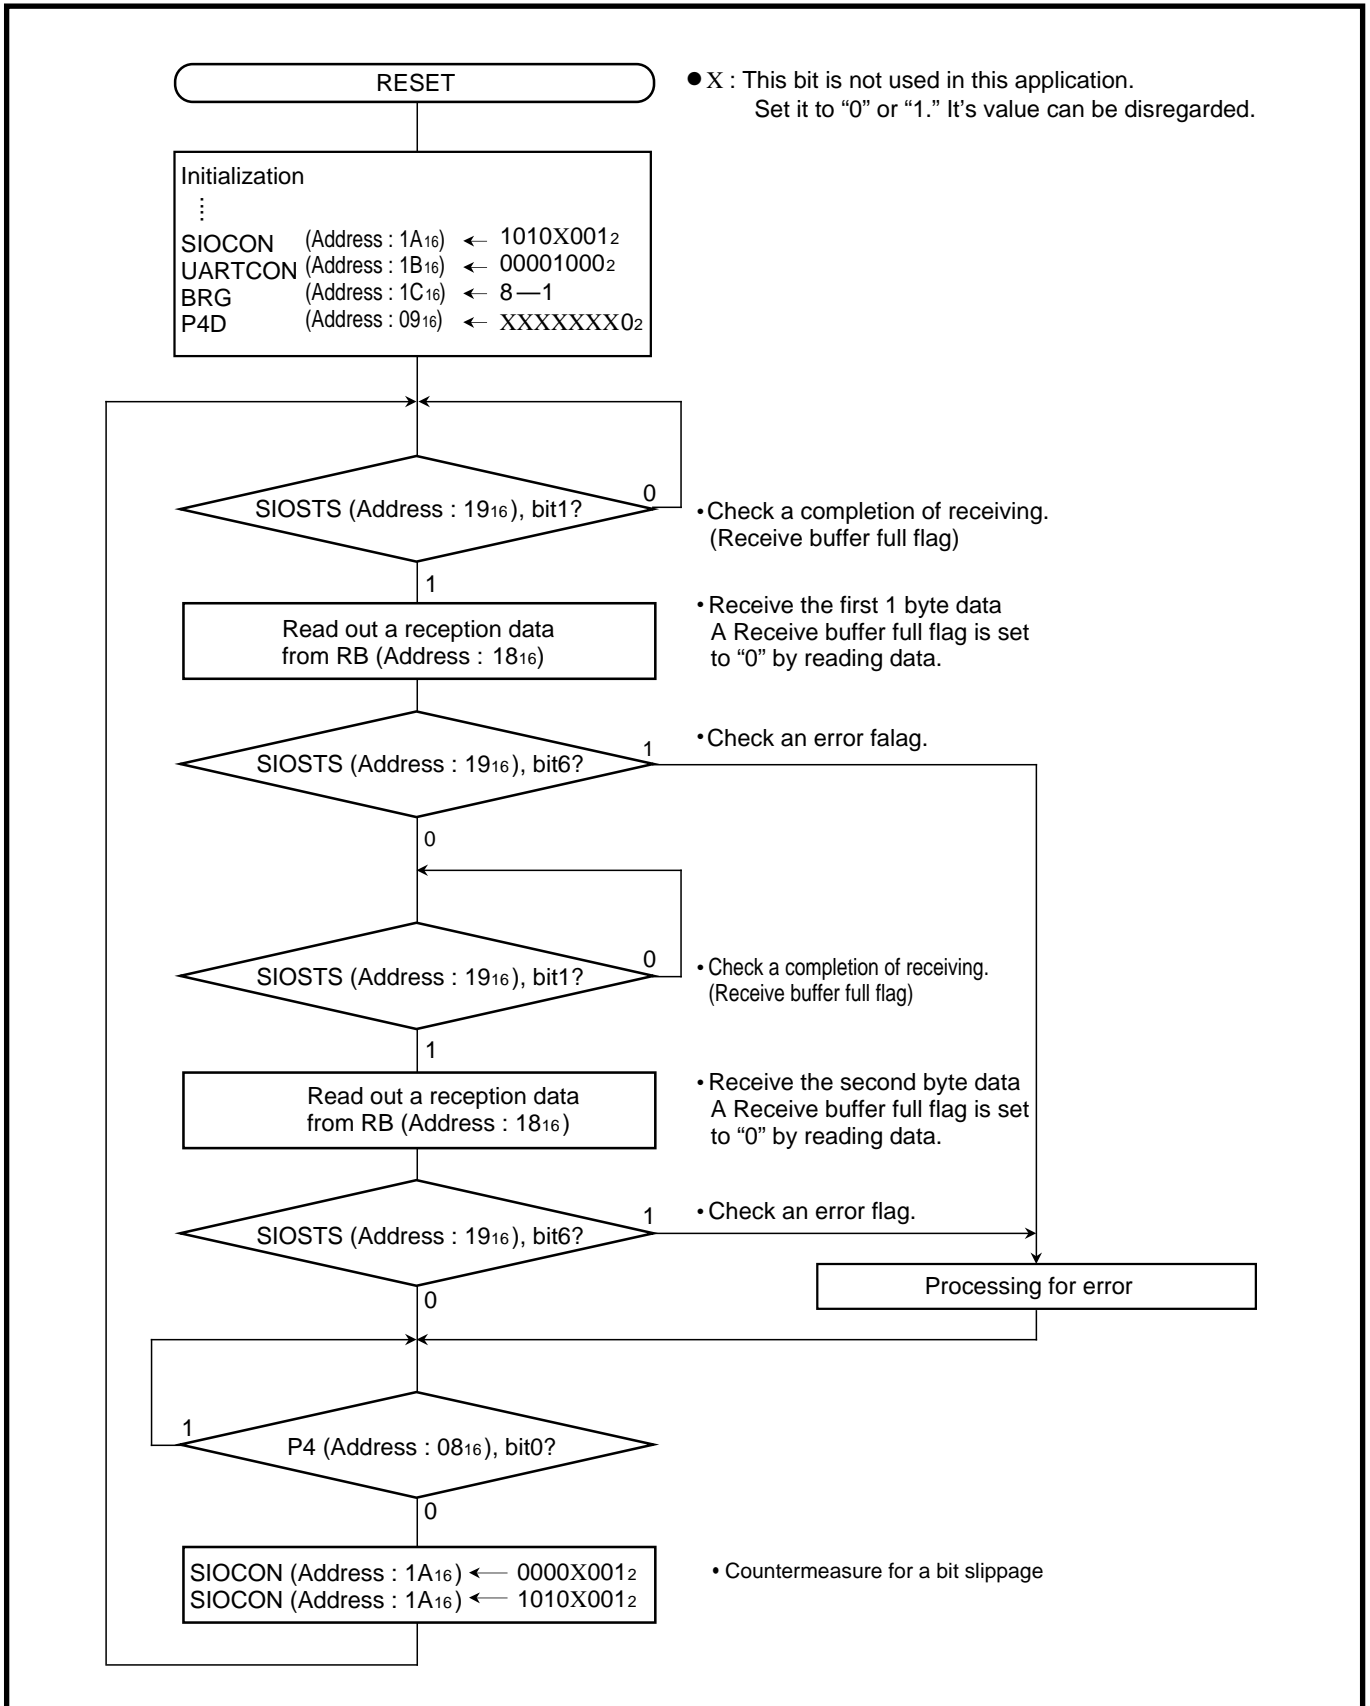 RESET
● X : This bit is not used in this application.
Set it to “0” or “1.” It’s value can be disregarded.
Initialization
SIOCON (Address : 1A16) ← 1010X0012
UARTCON (Address : 1B16) ← 000010002
BRG (Address : 1C16) ← 8—1
P4D (Address : 0916) ← XXXXXXX02
SIOSTS (Address : 1916), bit1?
0
• Check a completion of receiving.
(Receive buffer full flag)
1
Read out a reception data
from RB (Address : 1816)
• Receive the first 1 byte data
A Receive buffer full flag is set
to “0” by reading data.
SIOSTS (Address : 1916), bit6?
1
• Check an error falag.
0
SIOSTS (Address : 1916), bit1?
0
• Check a completion of receiving.
(Receive buffer full flag)
1
Read out a reception data
from RB (Address : 1816)
• Receive the second byte data
A Receive buffer full flag is set
to “0” by reading data.
SIOSTS (Address : 1916), bit6?
1
• Check an error flag.
Processing for error
0
1
P4 (Address : 0816), bit0?
0
SIOCON (Address : 1A16) ← 0000X0012
SIOCON (Address : 1A16) ← 1010X0012
• Countermeasure for a bit slippage